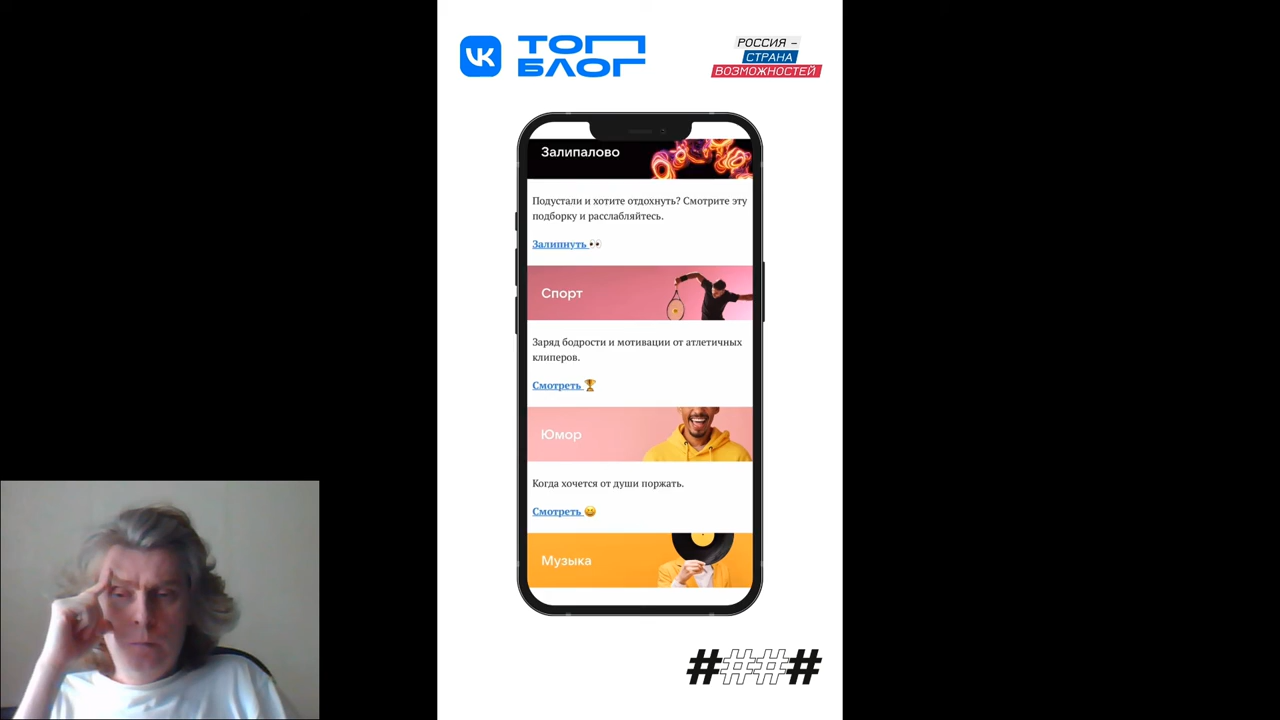 VK
ТОП
БЛОГ
РОССИЯ –
СТРАНА
ВОЗМОЖНОСТЕЙ
Залипалово
Подустали и хотите отдохнуть? Смотрите эту
подборку и расслабляйтесь.
Залипнуть 👀
Спорт
Заряд бодрости и мотивации от атлетичных
клиперов.
Смотреть 🏆
Юмор
Когда хочется от души поржать.
Смотреть 😄
Музыка
####